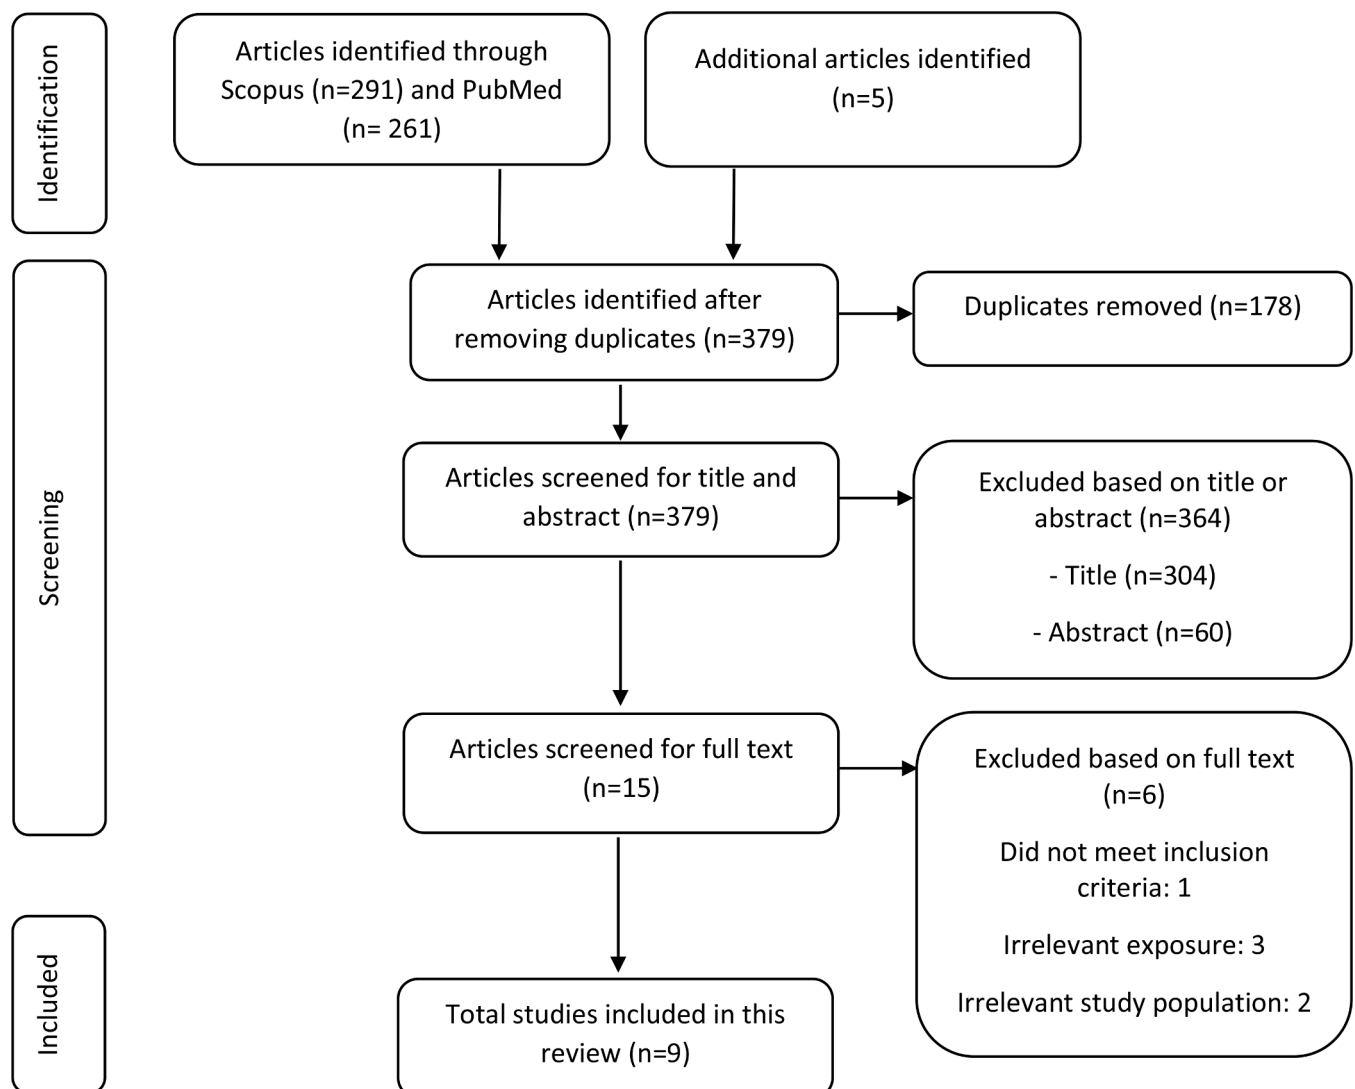 Identification
Articles identified through
Scopus (n=291) and PubMed
(n= 261)
Additional articles identified
(n=5)
Screening
Articles identified after
removing duplicates (n=379)
Duplicates removed (n=178)
Articles screened for title and
abstract (n=379)
Excluded based on title or
abstract (n=364)
- Title (n=304)
- Abstract (n=60)
Articles screened for full text
(n=15)
Excluded based on full text
(n=6)
Did not meet inclusion
criteria: 1
Irrelevant exposure: 3
Irrelevant study population: 2
Included
Total studies included in this
review (n=9)